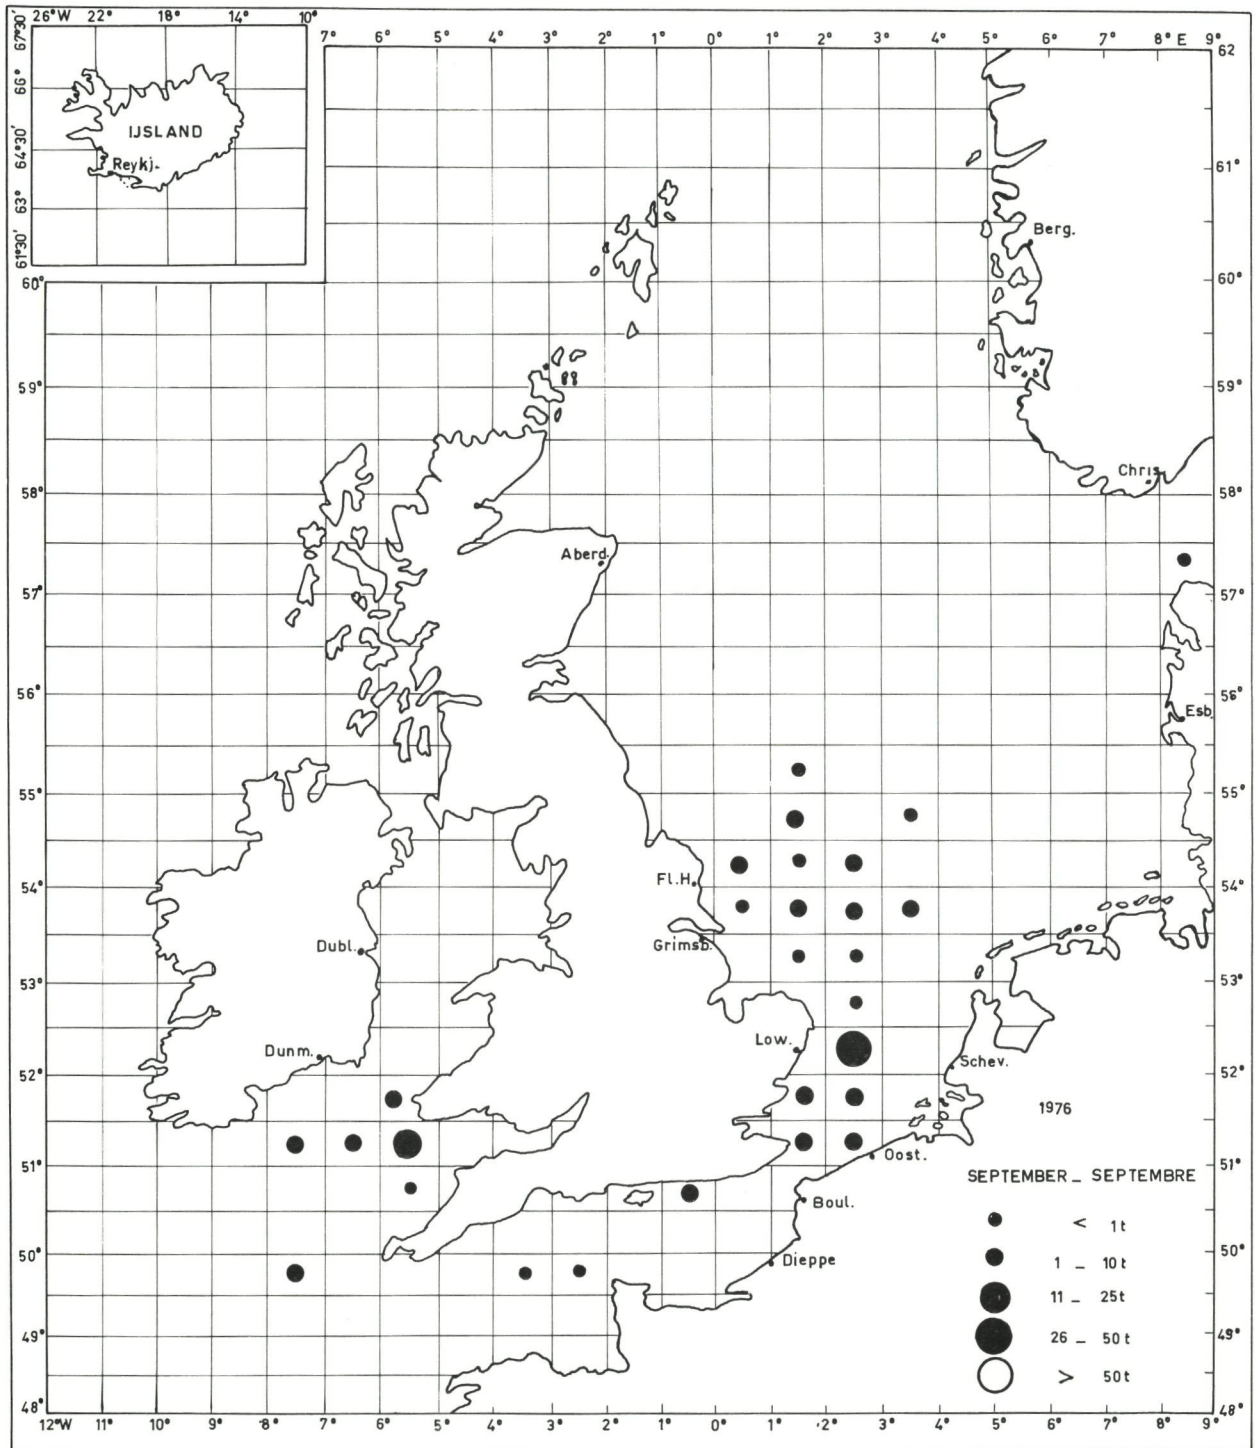 26°W 22° 18° 14° 10°
7° 6° 5° 4° 3° 2° 1° 0° 1° 2° 3° 4° 5° 6° 7° 8° E 9°
67°30'
66°
64°30'
63°
61°30'
IJSLAND
Reykj.
62
61°
60°
59°
58°
57°
56°
55°
54°
53°
52°
51°
50°
49°
48°
60°
59°
58°
57°
56°
55°
54°
53°
52°
51°
50°
49°
48°
Berg.
Chris
Aberd.
Esb
Fl.H.
Grimsb.
Dubl.
Dunm.
Low.
Schev.
Oost.
Boul.
Dieppe
1976
SEPTEMBER _ SEPTEMBRE
< 1t
1 _ 10t
11 _ 25t
26 _ 50t
> 50t
12°W 11° 10° 9° 8° 7° 6° 5° 4° 3° 2° 1° 0° 1° 2° 3° 4° 5° 6° 7° 8° 9°